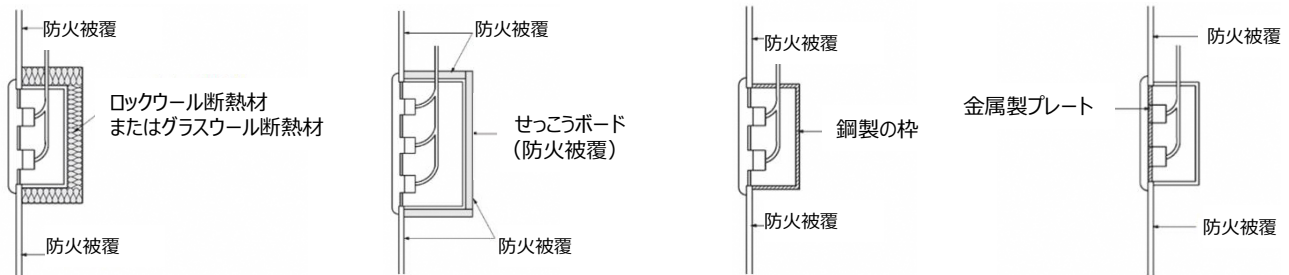 防火被覆
ロックウール断熱材
またはグラスウール断熱材
防火被覆
防火被覆
せっこうボード
（防火被覆）
防火被覆
防火被覆
鋼製の枠
防火被覆
防火被覆
金属製プレート
防火被覆